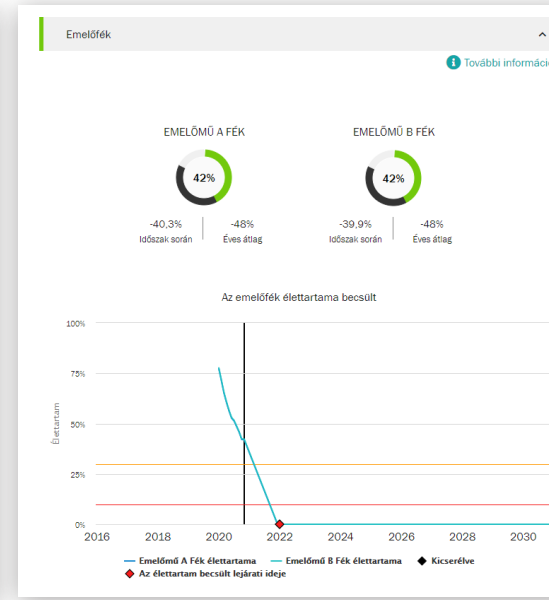 Emelőfék
További információ
EMELŐMŰ A FÉK
EMELŐMŰ B FÉK
42%
42%
-40,3%
-48%
-39,9%
-48%
Időszak során
Éves átlag
Időszak során
Éves átlag
Az emelőfék élettartama becsült
100%
75%
50%
25%
0%
Élettartam
2016
2018
2020
2022
2024
2026
2028
2030
Emelőmű A Fék élettartama
Emelőmű B Fék élettartama
Kicserélve
Az élettartam becsült lejárati ideje